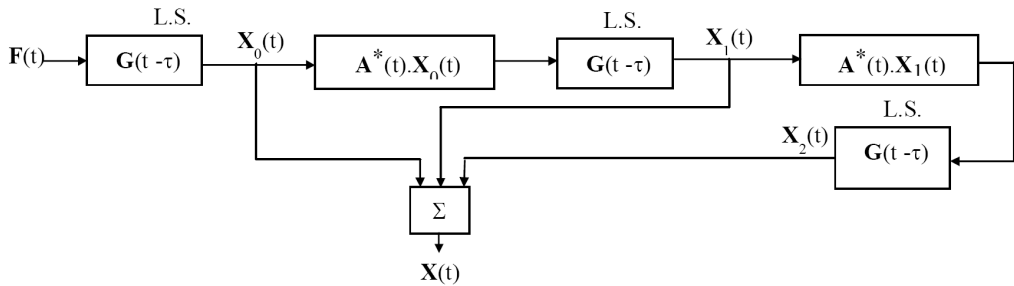 L.S.
L.S.
F(t)
G(t -τ)
X₀(t)
A*(t).X₀(t)
G(t -τ)
X₁(t)
A*(t).X₁(t)
L.S.
X₂(t)
G(t -τ)
Σ
X(t)